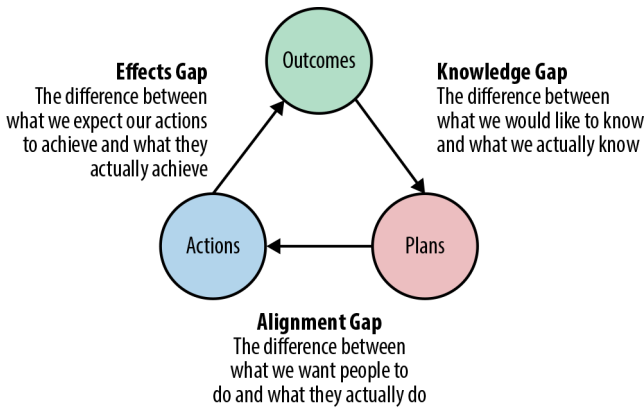 Outcomes
Effects Gap
The difference between
what we expect our actions
to achieve and what they
actually achieve
Knowledge Gap
The difference between
what we would like to know
and what we actually know
Actions
Plans
Alignment Gap
The difference between
what we want people to
do and what they actually do